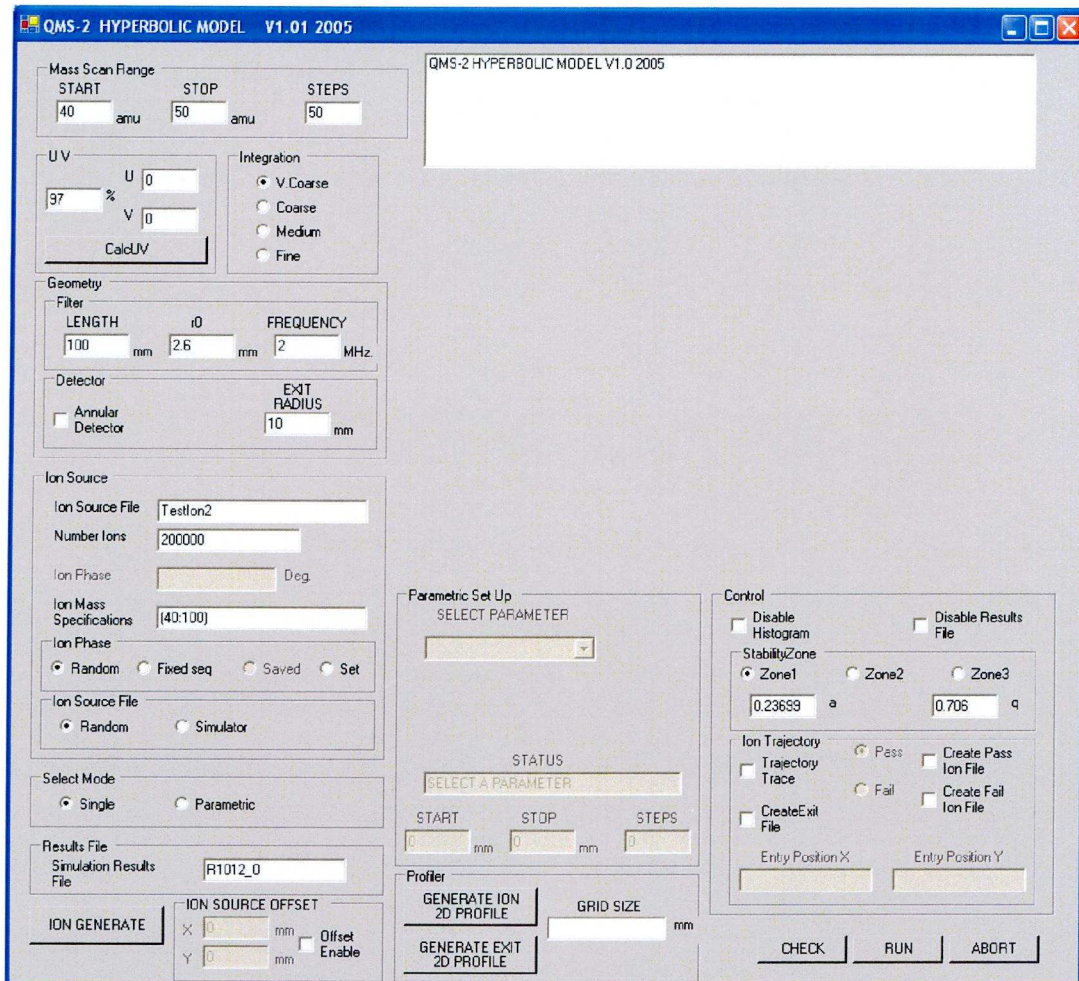 QMS-2 HYPERBOLIC MODEL V1.01 2005
QMS-2 HYPERBOLIC MODEL V1.0 2005
Mass Scan Range
START STOP STEPS
40 amu 50 amu 50
U V
97 %
U 0
V 0
CalcUV
Integration
V.Coarse
Coarse
Medium
Fine
Geometry
Filter
LENGTH r0 FREQUENCY
100 mm 2.6 mm 2 MHz.
Detector
Annular
Detector
EXIT
RADIUS
10 mm
Ion Source
Ion Source File TestIon2
Number Ions 200000
Ion Phase Deg.
Ion Mass
Specifications
(40:100)
Ion Phase
Random Fixed seq Saved Set
Ion Source File
Random Simulator
Select Mode
Single Parametric
Results File
Simulation Results
File
R1012_0
ION GENERATE
ION SOURCE OFFSET
X 0 mm
Y 0 mm
Offset
Enable
Parametric Set Up
SELECT PARAMETER
STATUS
SELECT A PARAMETER
START STOP STEPS
0 mm 0 mm 0
Profiler
GENERATE ION
2D PROFILE
GENERATE EXIT
2D PROFILE
GRID SIZE
mm
Control
Disable
Histogram
Disable Results
File
StabilityZone
Zone1 Zone2 Zone3
0.23699 a 0.706 q
Ion Trajectory
Trajectory
Trace
Pass
Fail
Create Pass
Ion File
Create Fail
Ion File
CreateExit
File
Entry Position X Entry Position Y
CHECK RUN ABORT